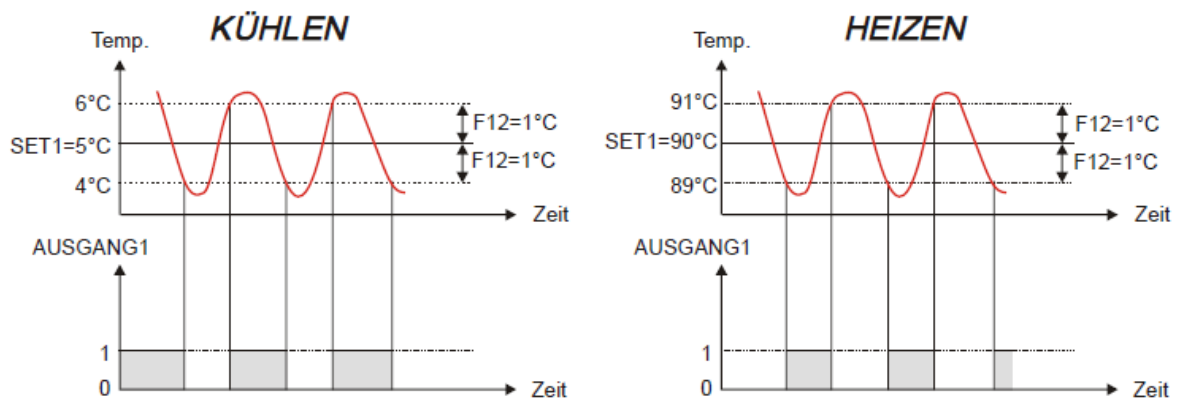 KÜHLEN
Temp.
6°C
SET1=5°C
4°C
F12=1°C
F12=1°C
Zeit
AUSGANG1
1
0
Zeit
HEIZEN
Temp.
91°C
SET1=90°C
89°C
F12=1°C
F12=1°C
Zeit
AUSGANG1
1
0
Zeit